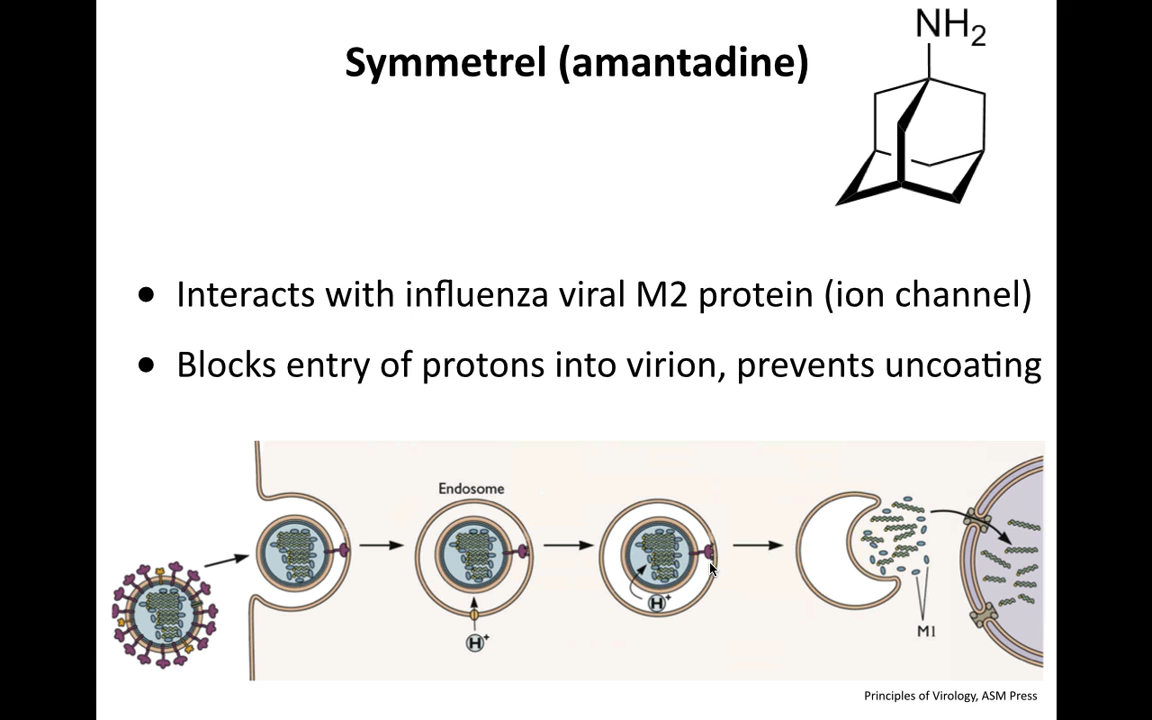 NH₂
Symmetrel (amantadine)
• Interacts with influenza viral M2 protein (ion channel)
• Blocks entry of protons into virion, prevents uncoating
Endosome
H⁺
H⁺
M1
Principles of Virology, ASM Press